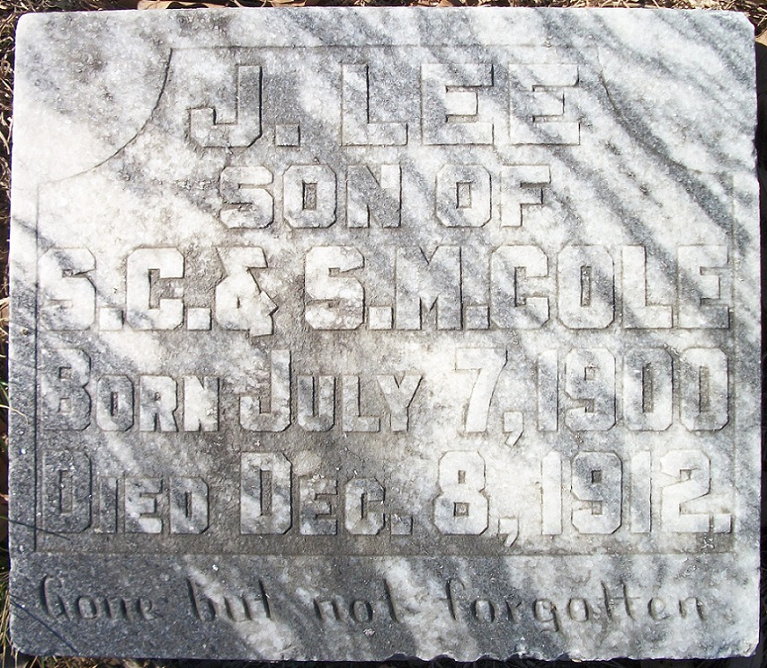 J. LEE
SON OF
S.C. & S.M. COLE
BORN JULY 7, 1900
DIED DEC. 8, 1912.
Gone but not forgotten.